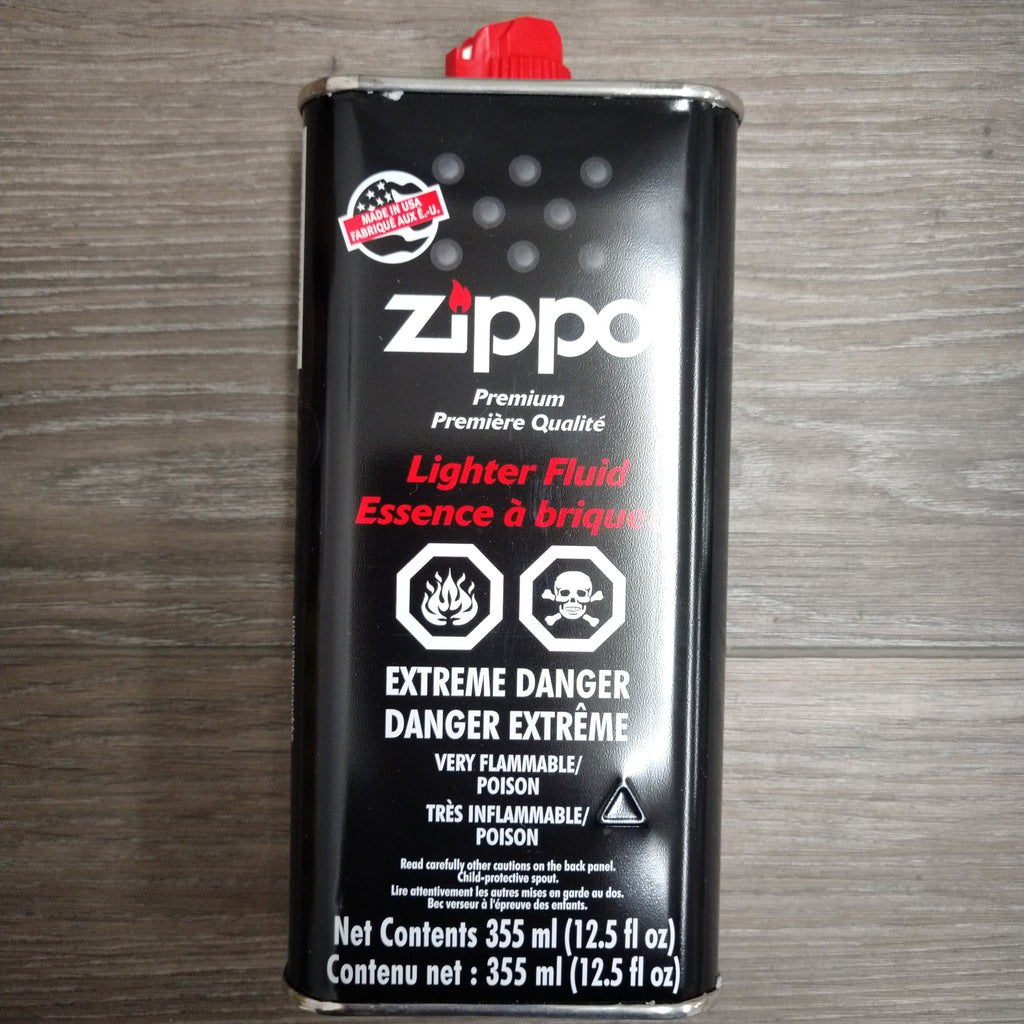 MADE IN USA
FABRIQUÉ AUX É.-U.
zippo
Premium
Première Qualité
Lighter Fluid
Essence à
EXTREME DANGER
DANGER EXTRÊME
VERY FLAMMABLE/
POISON
TRÈS INFLAMMABLE/
POISON
Read carefully other cautions on the back panel.
Child-protective spout.
Lire attentivement les autres mises en garde au dos.
Bec verseur à l'épreuve des enfants.
Net Contents 355 ml (12.5 fl oz)
Contenu net : 355 ml (12.5 fl oz)